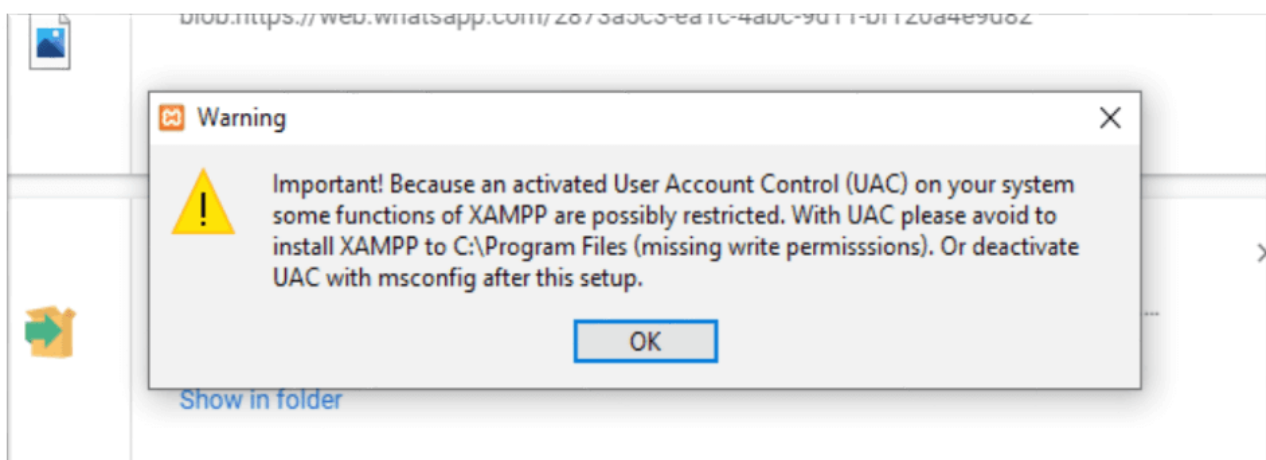 Warning
Important! Because an activated User Account Control (UAC) on your system
some functions of XAMPP are possibly restricted. With UAC please avoid to
install XAMPP to C:\Program Files (missing write permisssions). Or deactivate
UAC with msconfig after this setup.
OK
...
Show in folder